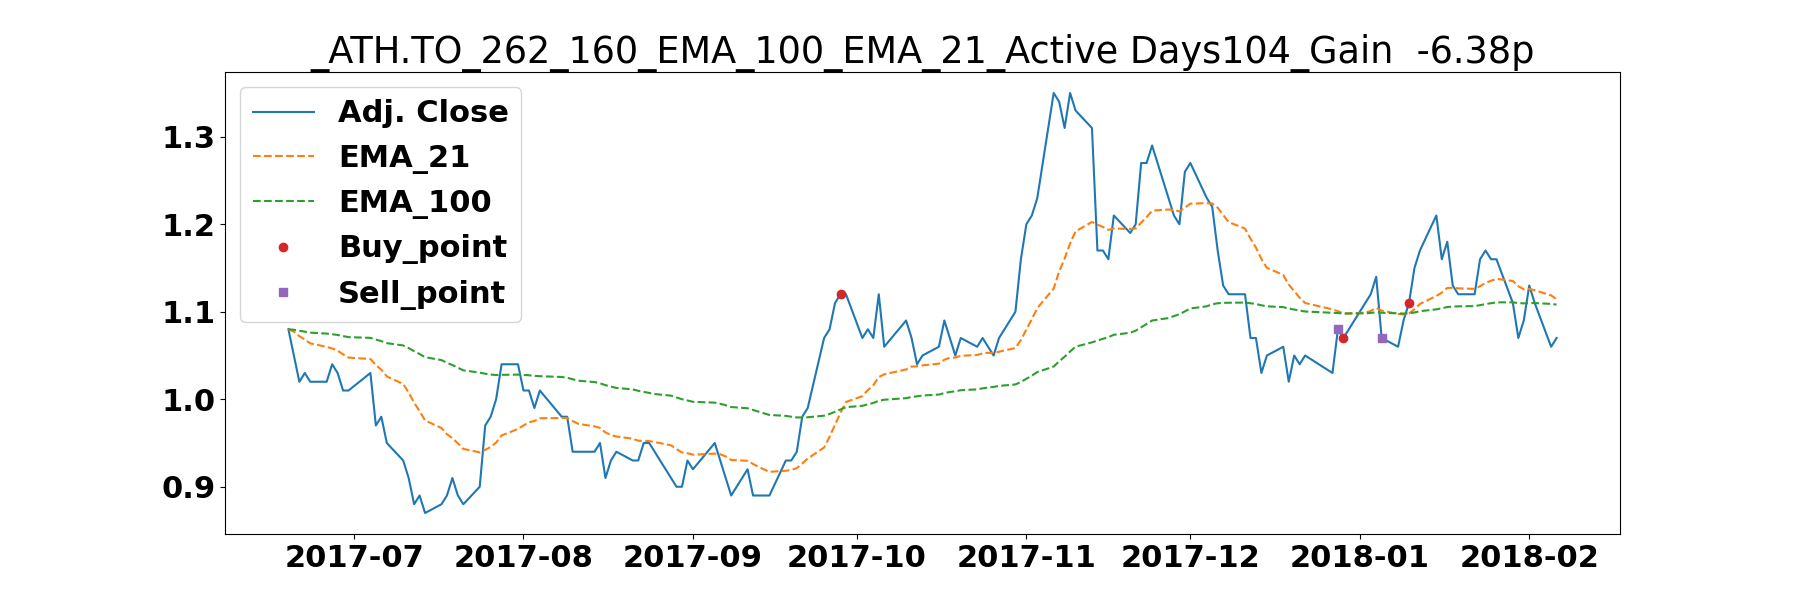 _ATH.TO_262_160_EMA_100_EMA_21_Active Days104_Gain  -6.38p
Adj. Close
EMA_21
EMA_100
Buy_point
Sell_point
1.3
1.2
1.1
1.0
0.9
2017-07 2017-08 2017-09 2017-10 2017-11 2017-12 2018-01 2018-02